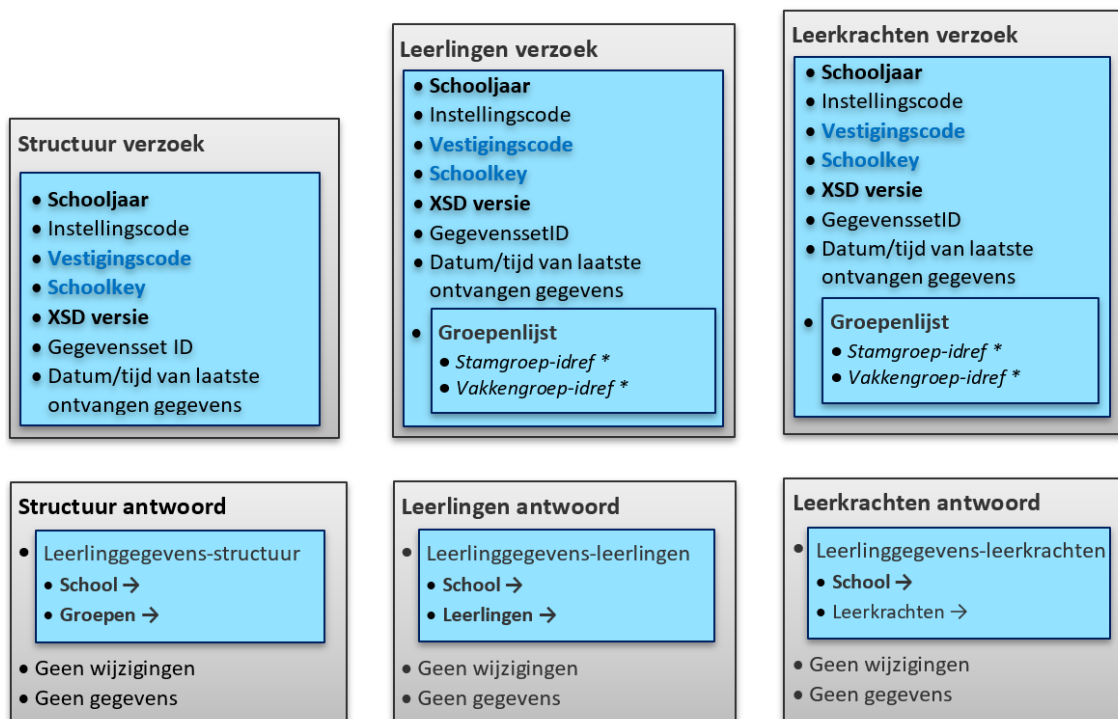 Structuur verzoek
• Schooljaar
• Instellingscode
• Vestigingscode
• Schoolkey
• XSD versie
• Gegevensset ID
• Datum/tijd van laatste
ontvangen gegevens
Leerlingen verzoek
• Schooljaar
• Instellingscode
• Vestigingscode
• Schoolkey
• XSD versie
• GegevenssetID
• Datum/tijd van laatste
ontvangen gegevens
• Groepenlijst
• Stamgroep-idref *
• Vakkengroep-idref *
Leerkrachten verzoek
• Schooljaar
• Instellingscode
• Vestigingscode
• Schoolkey
• XSD versie
• GegevenssetID
• Datum/tijd van laatste
ontvangen gegevens
• Groepenlijst
• Stamgroep-idref *
• Vakkengroep-idref *
Structuur antwoord
• Leerlinggegevens-structuur
• School →
• Groepen →
• Geen wijzigingen
• Geen gegevens
Leerlingen antwoord
• Leerlinggegevens-leerlingen
• School →
• Leerlingen →
• Geen wijzigingen
• Geen gegevens
Leerkrachten antwoord
• Leerlinggegevens-leerkrachten
• School →
• Leerkrachten →
• Geen wijzigingen
• Geen gegevens